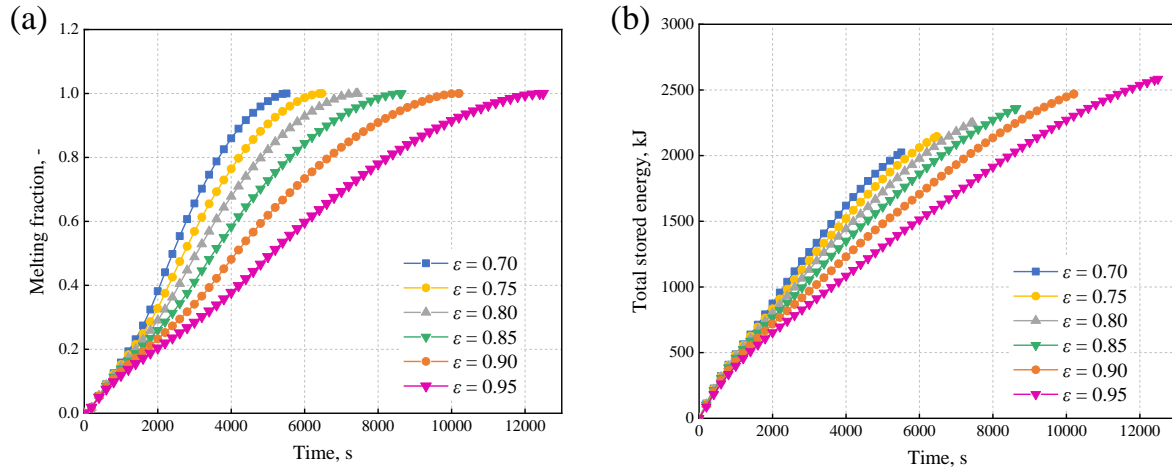 (a)
1.2
1.0
0.8
0.6
0.4
0.2
0.0
Melting fraction, -
ε = 0.70
ε = 0.75
ε = 0.80
ε = 0.85
ε = 0.90
ε = 0.95
0 2000 4000 6000 8000 10000 12000
Time, s
(b)
3000
2500
2000
1500
1000
500
0
Total stored energy, kJ
ε = 0.70
ε = 0.75
ε = 0.80
ε = 0.85
ε = 0.90
ε = 0.95
0 2000 4000 6000 8000 10000 12000
Time, s